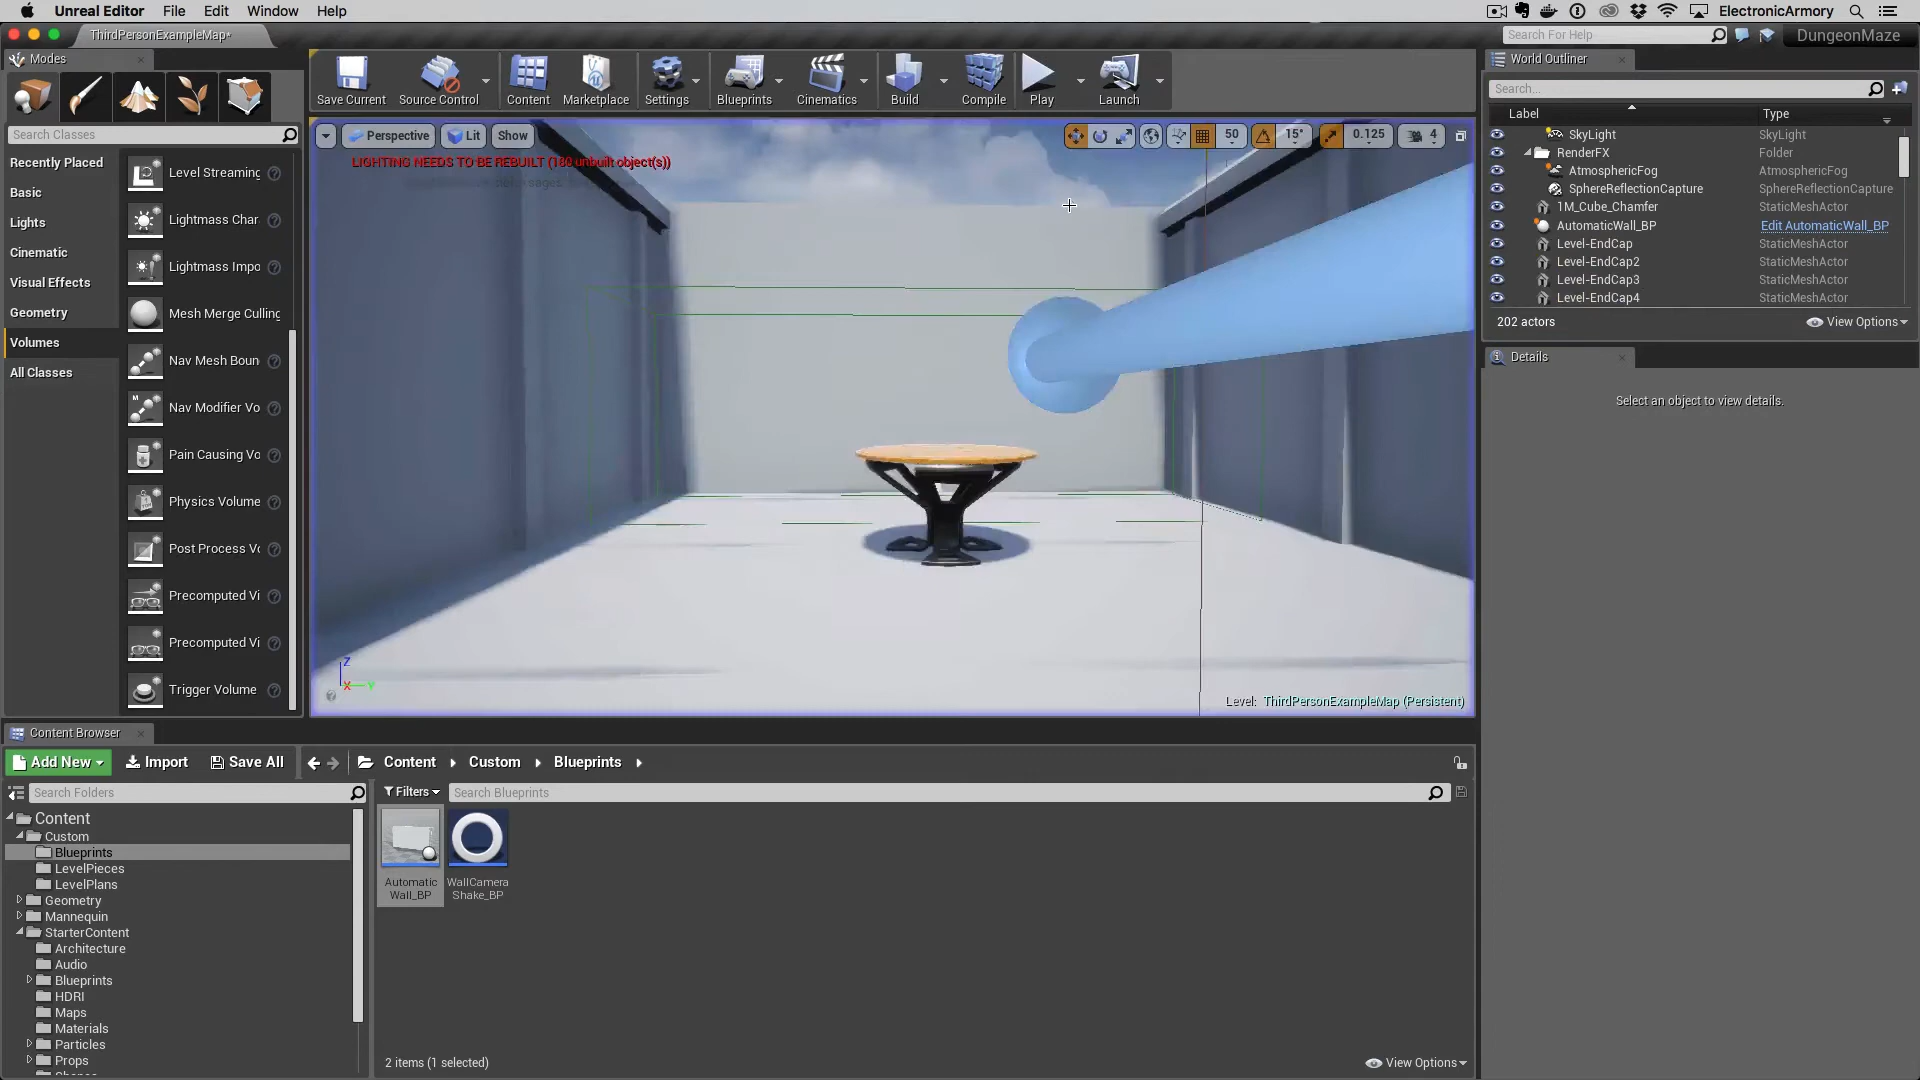 Unreal Editor File Edit Window Help
ElectronicArmory
ThirdPersonExampleMap*
Search For Help
DungeonMaze
Modes
Save Current Source Control Content Marketplace Settings Blueprints Cinematics Build Compile Play Launch
World Outliner
Search...
Label Type
Search Classes
Recently Placed
Basic
Lights
Cinematic
Visual Effects
Geometry
Volumes
All Classes
Level Streaming
Lightmass Char
Lightmass Impo
Mesh Merge Culling
Nav Mesh Boun
Nav Modifier Vo
Pain Causing Vo
Physics Volume
Post Process Vo
Precomputed Vi
Precomputed Vi
Trigger Volume
Perspective Lit Show
50 15° 0.125 4
LIGHTING NEEDS TO BE REBUILT (180 unbuilt object(s))
Z
X Y
Level: ThirdPersonExampleMap (Persistent)
SkyLight SkyLight
RenderFX Folder
AtmosphericFog AtmosphericFog
SphereReflectionCapture SphereReflectionCapture
1M_Cube_Chamfer StaticMeshActor
AutomaticWall_BP Edit AutomaticWall_BP
Level-EndCap StaticMeshActor
Level-EndCap2 StaticMeshActor
Level-EndCap3 StaticMeshActor
Level-EndCap4 StaticMeshActor
202 actors View Options
Details
Select an object to view details.
Content Browser
Add New Import Save All Content Custom Blueprints
Search Folders
Filters Search Blueprints
Content
Custom
Blueprints
LevelPieces
LevelPlans
Geometry
Mannequin
StarterContent
Architecture
Audio
Blueprints
HDRI
Maps
Materials
Particles
Props
Automatic
Wall_BP
WallCamera
Shake_BP
2 items (1 selected)
View Options